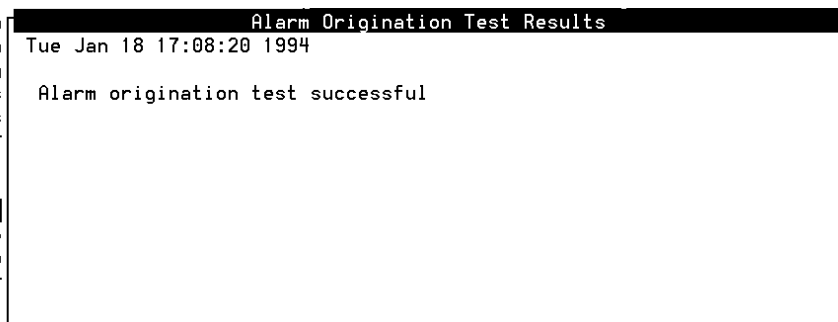 Alarm Origination Test Results
Tue Jan 18 17:08:20 1994
Alarm origination test successful